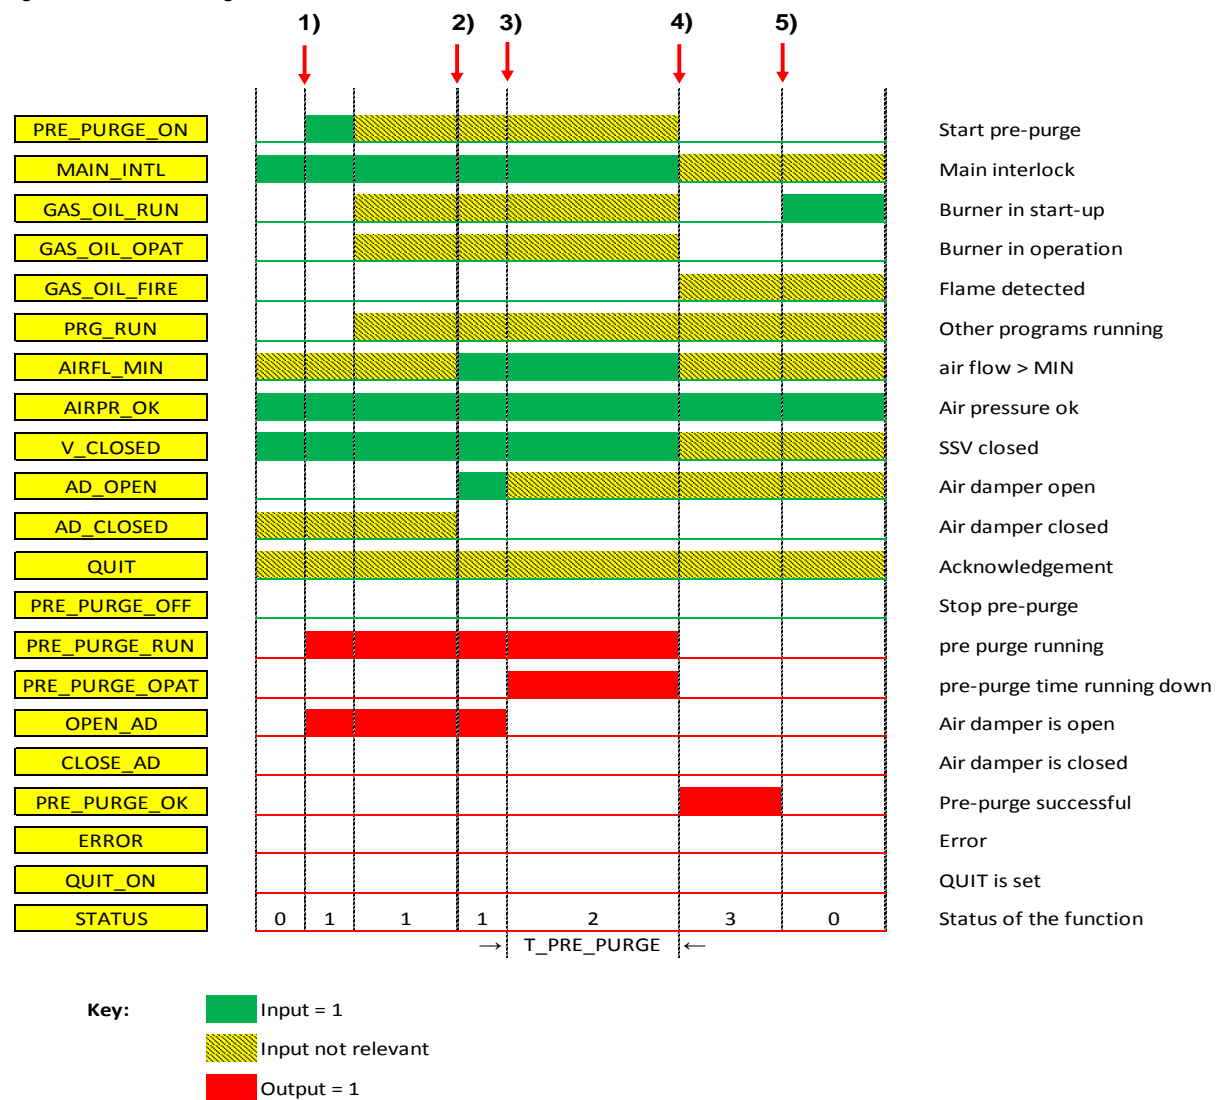 1) 2) 3) 4) 5)
PRE_PURGE_ON Start pre-purge
MAIN_INTL Main interlock
GAS_OIL_RUN Burner in start-up
GAS_OIL_OPAT Burner in operation
GAS_OIL_FIRE Flame detected
PRG_RUN Other programs running
AIRFL_MIN air flow > MIN
AIRPR_OK Air pressure ok
V_CLOSED SSV closed
AD_OPEN Air damper open
AD_CLOSED Air damper closed
QUIT Acknowledgement
PRE_PURGE_OFF Stop pre-purge
PRE_PURGE_RUN pre purge running
PRE_PURGE_OPAT pre-purge time running down
OPEN_AD Air damper is open
CLOSE_AD Air damper is closed
PRE_PURGE_OK Pre-purge successful
ERROR Error
QUIT_ON QUIT is set
STATUS 0 1 1 1 2 3 0 Status of the function
→ T_PRE_PURGE ←
Key: Input = 1
Input not relevant
Output = 1